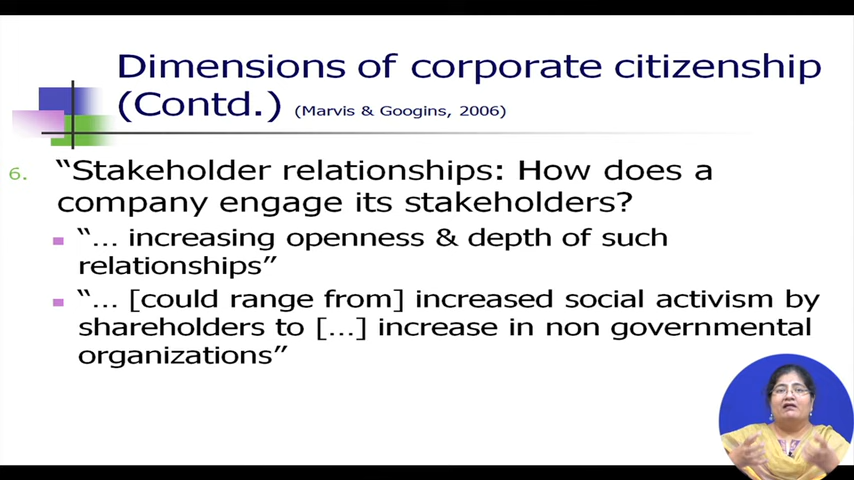 Dimensions of corporate citizenship
(Contd.) (Marvis & Googins, 2006)
6. “Stakeholder relationships: How does a
company engage its stakeholders?
“... increasing openness & depth of such
relationships”
“... [could range from] increased social activism by
shareholders to [...] increase in non governmental
organizations”